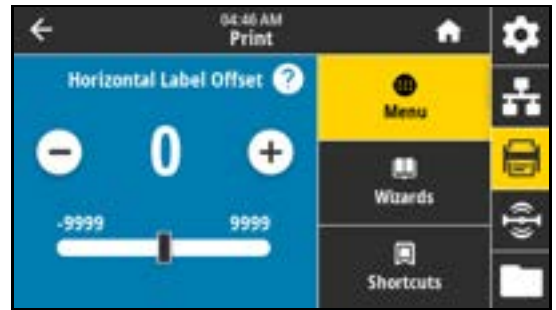 04:46 AM
Print
Horizontal Label Offset ?
0
-9999 9999
Menu
Wizards
Shortcuts